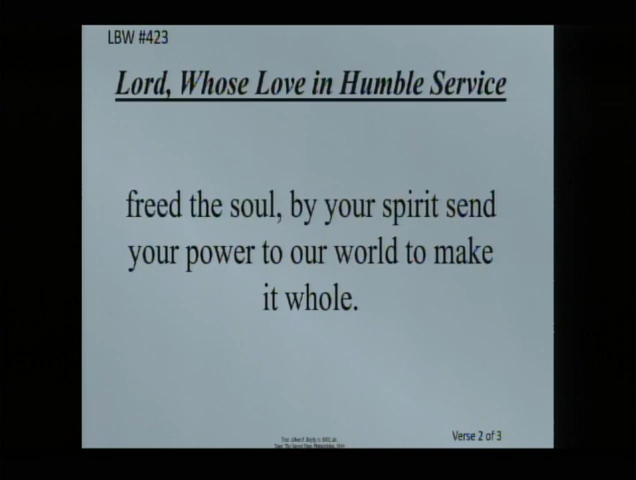 LBW #423
Lord, Whose Love in Humble Service
freed the soul, by your spirit send
your power to our world to make
it whole.
Verse 2 of 3